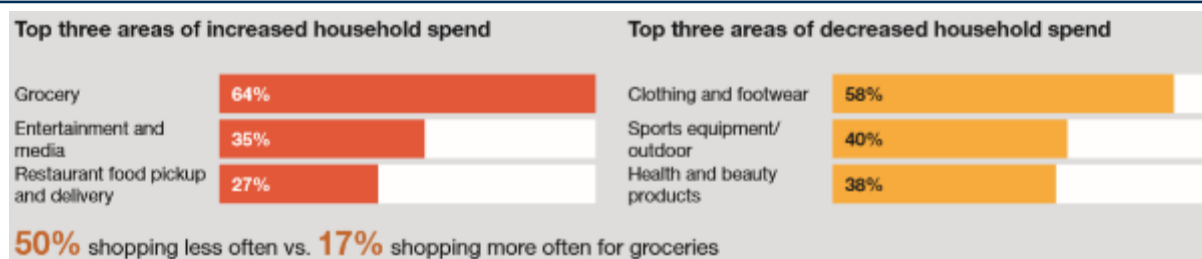 Top three areas of increased household spend
Grocery 64%
Entertainment and
media 35%
Restaurant food pickup
and delivery 27%
Top three areas of decreased household spend
Clothing and footwear 58%
Sports equipment/
outdoor 40%
Health and beauty
products 38%
50% shopping less often vs. 17% shopping more often for groceries